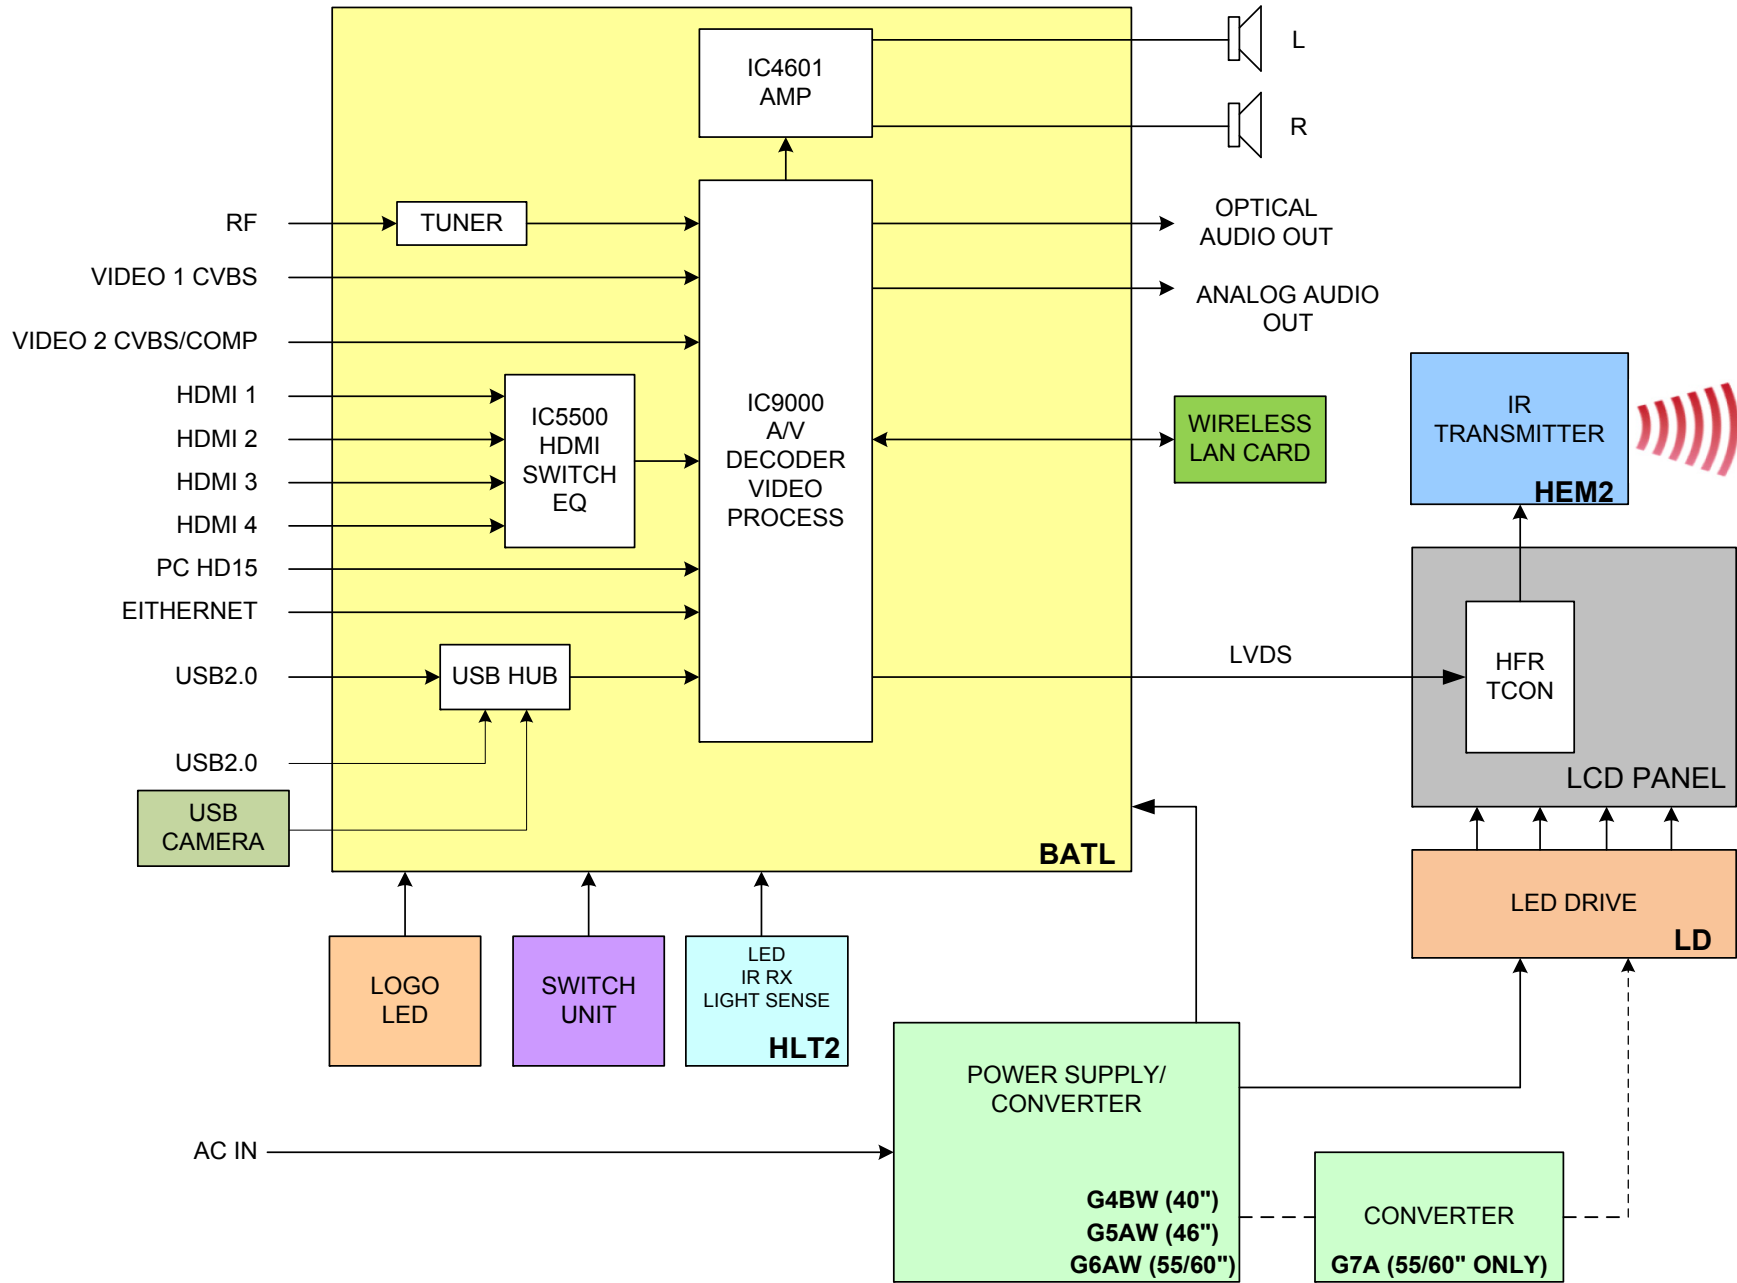 IC4601
AMP
L
R
RF
TUNER
OPTICAL
AUDIO OUT
VIDEO 1 CVBS
ANALOG AUDIO
OUT
VIDEO 2 CVBS/COMP
HDMI 1
HDMI 2
HDMI 3
HDMI 4
IC5500
HDMI
SWITCH
EQ
IC9000
A/V
DECODER
VIDEO
PROCESS
WIRELESS
LAN CARD
IR
TRANSMITTER
HEM2
PC HD15
EITHERNET
USB2.0
USB HUB
LVDS
HFR
TCON
LCD PANEL
USB2.0
USB
CAMERA
BATL
LED DRIVE
LD
LOGO
LED
SWITCH
UNIT
LED
IR RX
LIGHT SENSE
HLT2
POWER SUPPLY/
CONVERTER
AC IN
G4BW (40")
G5AW (46")
G6AW (55/60")
CONVERTER
G7A (55/60" ONLY)